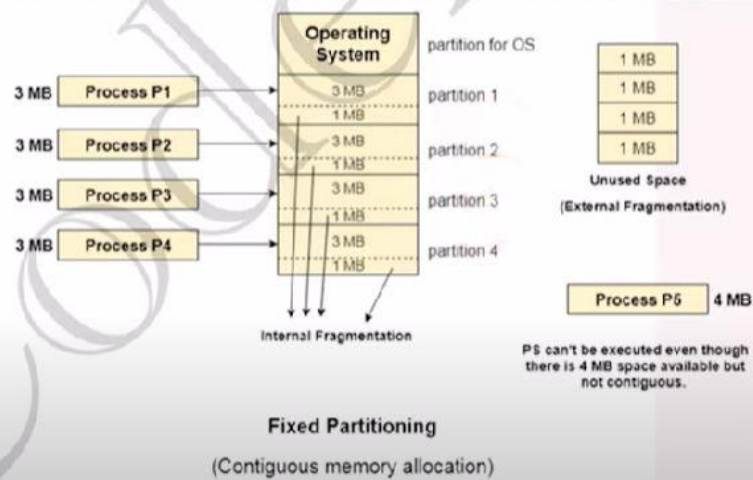 Operating
System
partition for OS
3 MB
Process P1
3 MB
partition 1
1 MB
3 MB
Process P2
3 MB
partition 2
1 MB
3 MB
Process P3
3 MB
partition 3
1 MB
3 MB
Process P4
3 MB
partition 4
1 MB
Internal Fragmentation
1 MB
1 MB
1 MB
1 MB
Unused Space
(External Fragmentation)
Process P5
4 MB
P5 can't be executed even though
there is 4 MB space available but
not contiguous.
Fixed Partitioning
(Contiguous memory allocation)